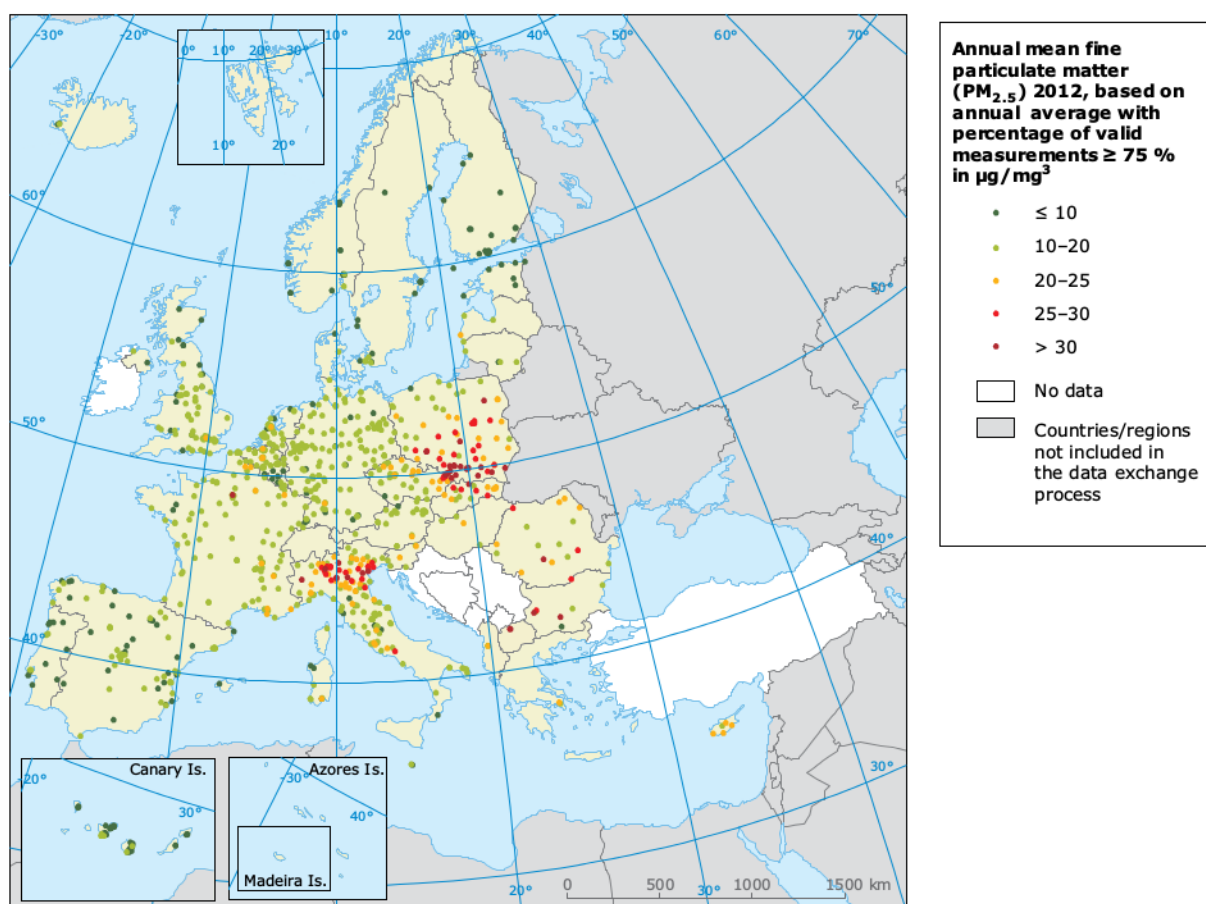 -30° -20° -10° 0° 10° 20° 30° 40° 50° 60° 70°
0° 10° 20° 30°
10° 20°
60°
50°
50°
40°
40°
30°
20° 30°
Canary Is.
-20°
30°
Azores Is.
-30°
40°
Madeira Is.
0 500 1000 1500 km
Annual mean fine
particulate matter
(PM2.5) 2012, based on
annual average with
percentage of valid
measurements ≥ 75 %
in µg/mg³
≤ 10
10–20
20–25
25–30
> 30
No data
Countries/regions
not included in
the data exchange
process